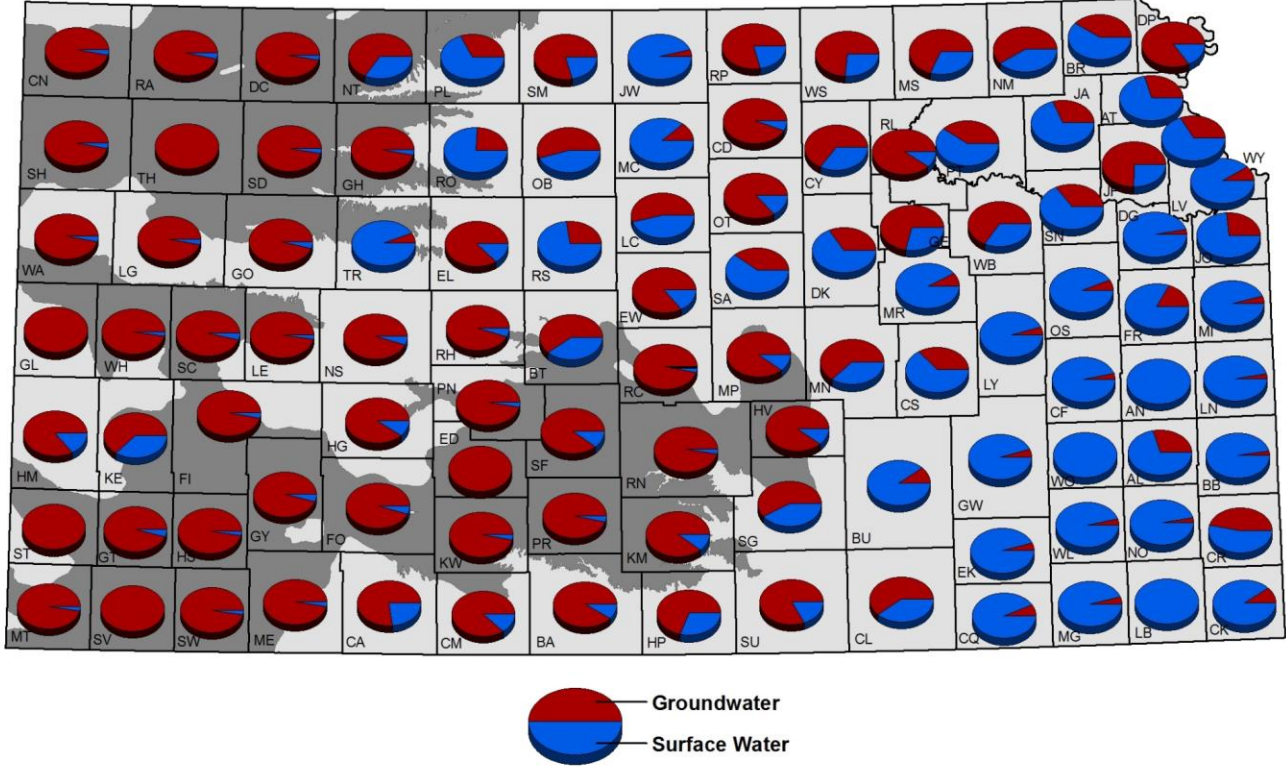 CN RA DC NT PL SM JW RP WS MS NM BR DP
SH TH SD GH RO OB MC CD CY RL PT JA AT
JF LV WY
WA LG GO TR EL RS LC OT DK GE WB SN DG JO
SA MR OS FR MI
GL WH SC LE NS RH BT EW RC MP MN CS LY CF AN LN
HM KE FI HG PN ED SF RN HV BU GW WO AL BB
ST GT HS GY FO KW PR KM SG EK WL NO CR
MT SV SW ME CA CM BA HP SU CL CQ MG LB CK
Groundwater
Surface Water